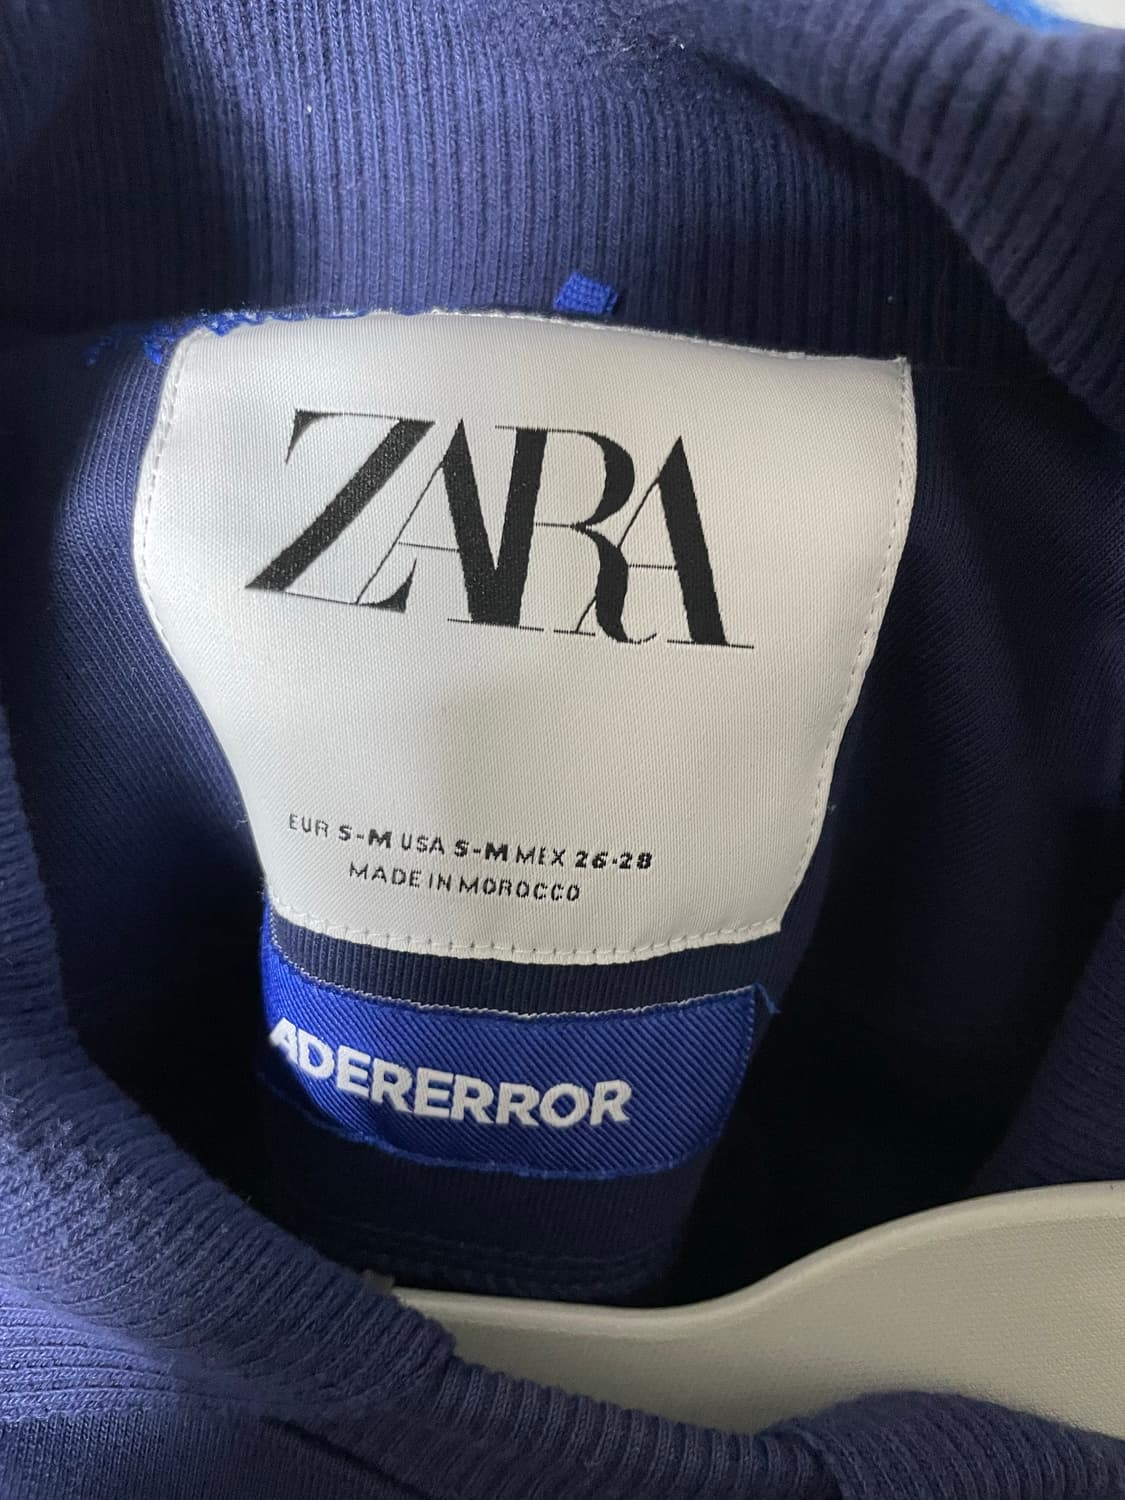 ZARA
EUR S-M USA S-M MEX 26-28
MADE IN MOROCCO
ADERERROR